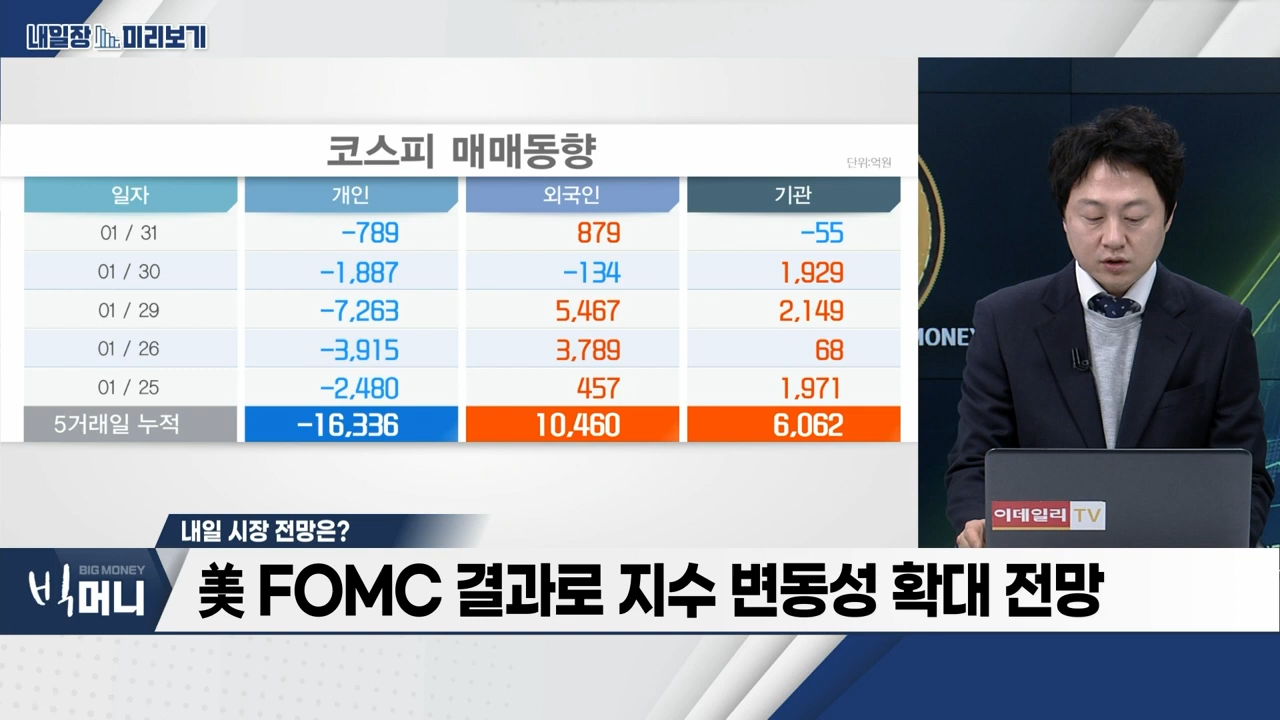 내일장 미리보기
코스피 매매동향
단위:억원
일자 개인 외국인 기관
01 / 31 -789 879 -55
01 / 30 -1,887 -134 1,929
01 / 29 -7,263 5,467 2,149
01 / 26 -3,915 3,789 68
01 / 25 -2,480 457 1,971
5거래일 누적 -16,336 10,460 6,062
MONEY
이데일리 TV
내일 시장 전망은?
BIG MONEY
빅머니
美 FOMC 결과로 지수 변동성 확대 전망